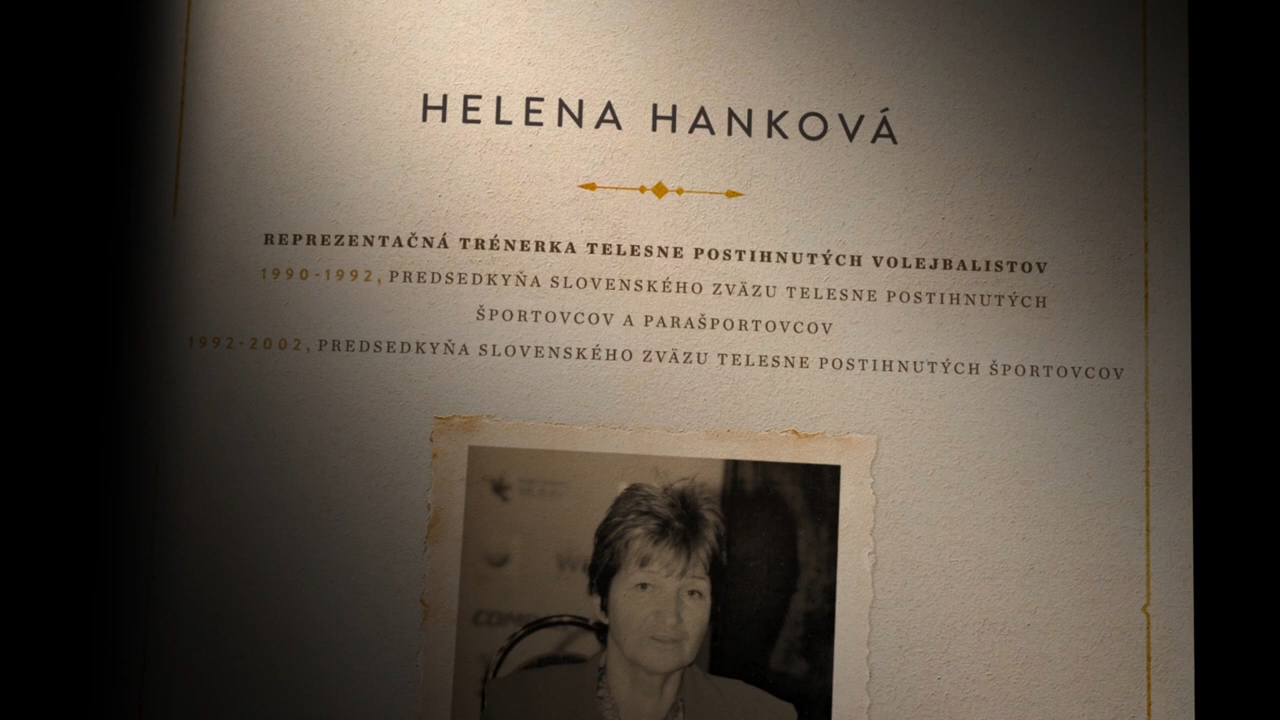 HELENA HANKOVÁ
REPREZENTAČNÁ TRÉNERKA TELESNE POSTIHNUTÝCH VOLEJBALISTOV
1990-1992, PREDSEDKYŇA SLOVENSKÉHO ZVÄZU TELESNE POSTIHNUTÝCH
ŠPORTOVCOV A PARAŠPORTOVCOV
1992-2002, PREDSEDKYŇA SLOVENSKÉHO ZVÄZU TELESNE POSTIHNUTÝCH ŠPORTOVCOV